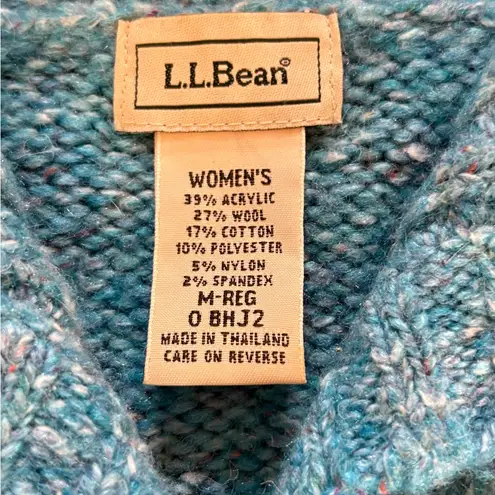 L.L.Bean®
WOMEN'S
39% ACRYLIC
27% WOOL
17% COTTON
10% POLYESTER
5% NYLON
2% SPANDEX
M-REG
0 BHJ2
MADE IN THAILAND
CARE ON REVERSE